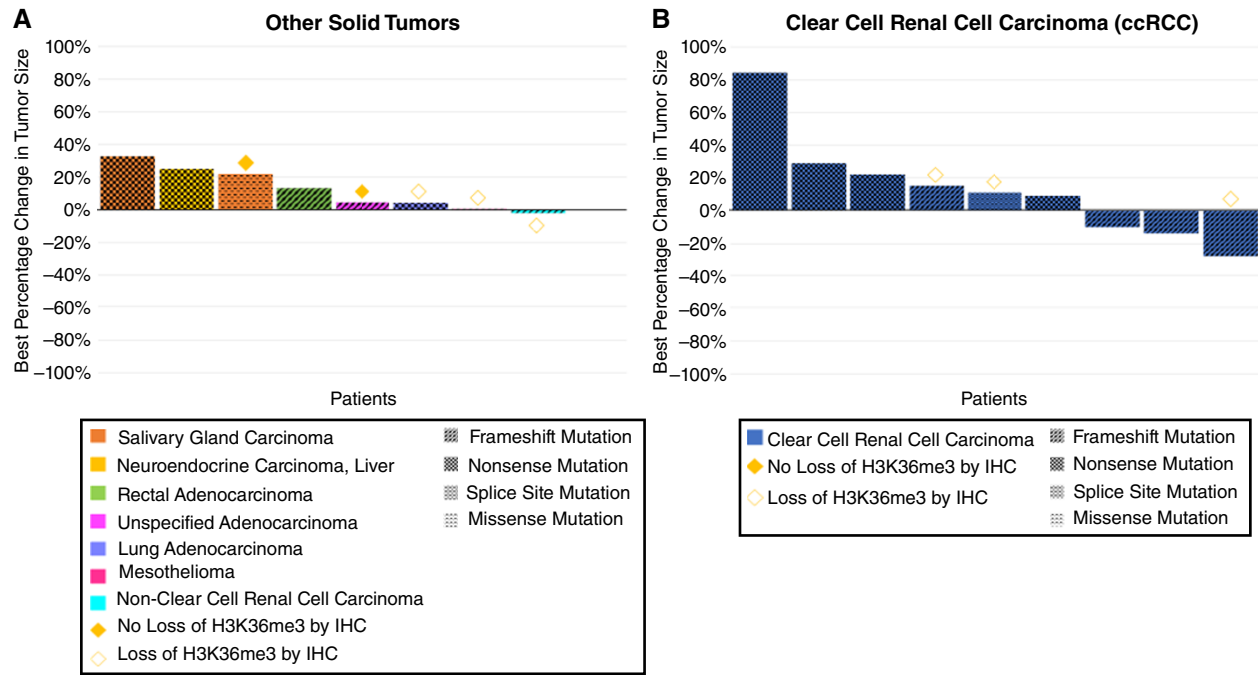 A
Other Solid Tumors
Best Percentage Change in Tumor Size
100%
80%
60%
40%
20%
0%
−20%
−40%
−60%
−80%
−100%
Patients
Salivary Gland Carcinoma
Neuroendocrine Carcinoma, Liver
Rectal Adenocarcinoma
Unspecified Adenocarcinoma
Lung Adenocarcinoma
Mesothelioma
Non-Clear Cell Renal Cell Carcinoma
No Loss of H3K36me3 by IHC
Loss of H3K36me3 by IHC
Frameshift Mutation
Nonsense Mutation
Splice Site Mutation
Missense Mutation
B
Clear Cell Renal Cell Carcinoma (ccRCC)
Best Percentage Change in Tumor Size
100%
80%
60%
40%
20%
0%
−20%
−40%
−60%
−80%
−100%
Patients
Clear Cell Renal Cell Carcinoma
No Loss of H3K36me3 by IHC
Loss of H3K36me3 by IHC
Frameshift Mutation
Nonsense Mutation
Splice Site Mutation
Missense Mutation